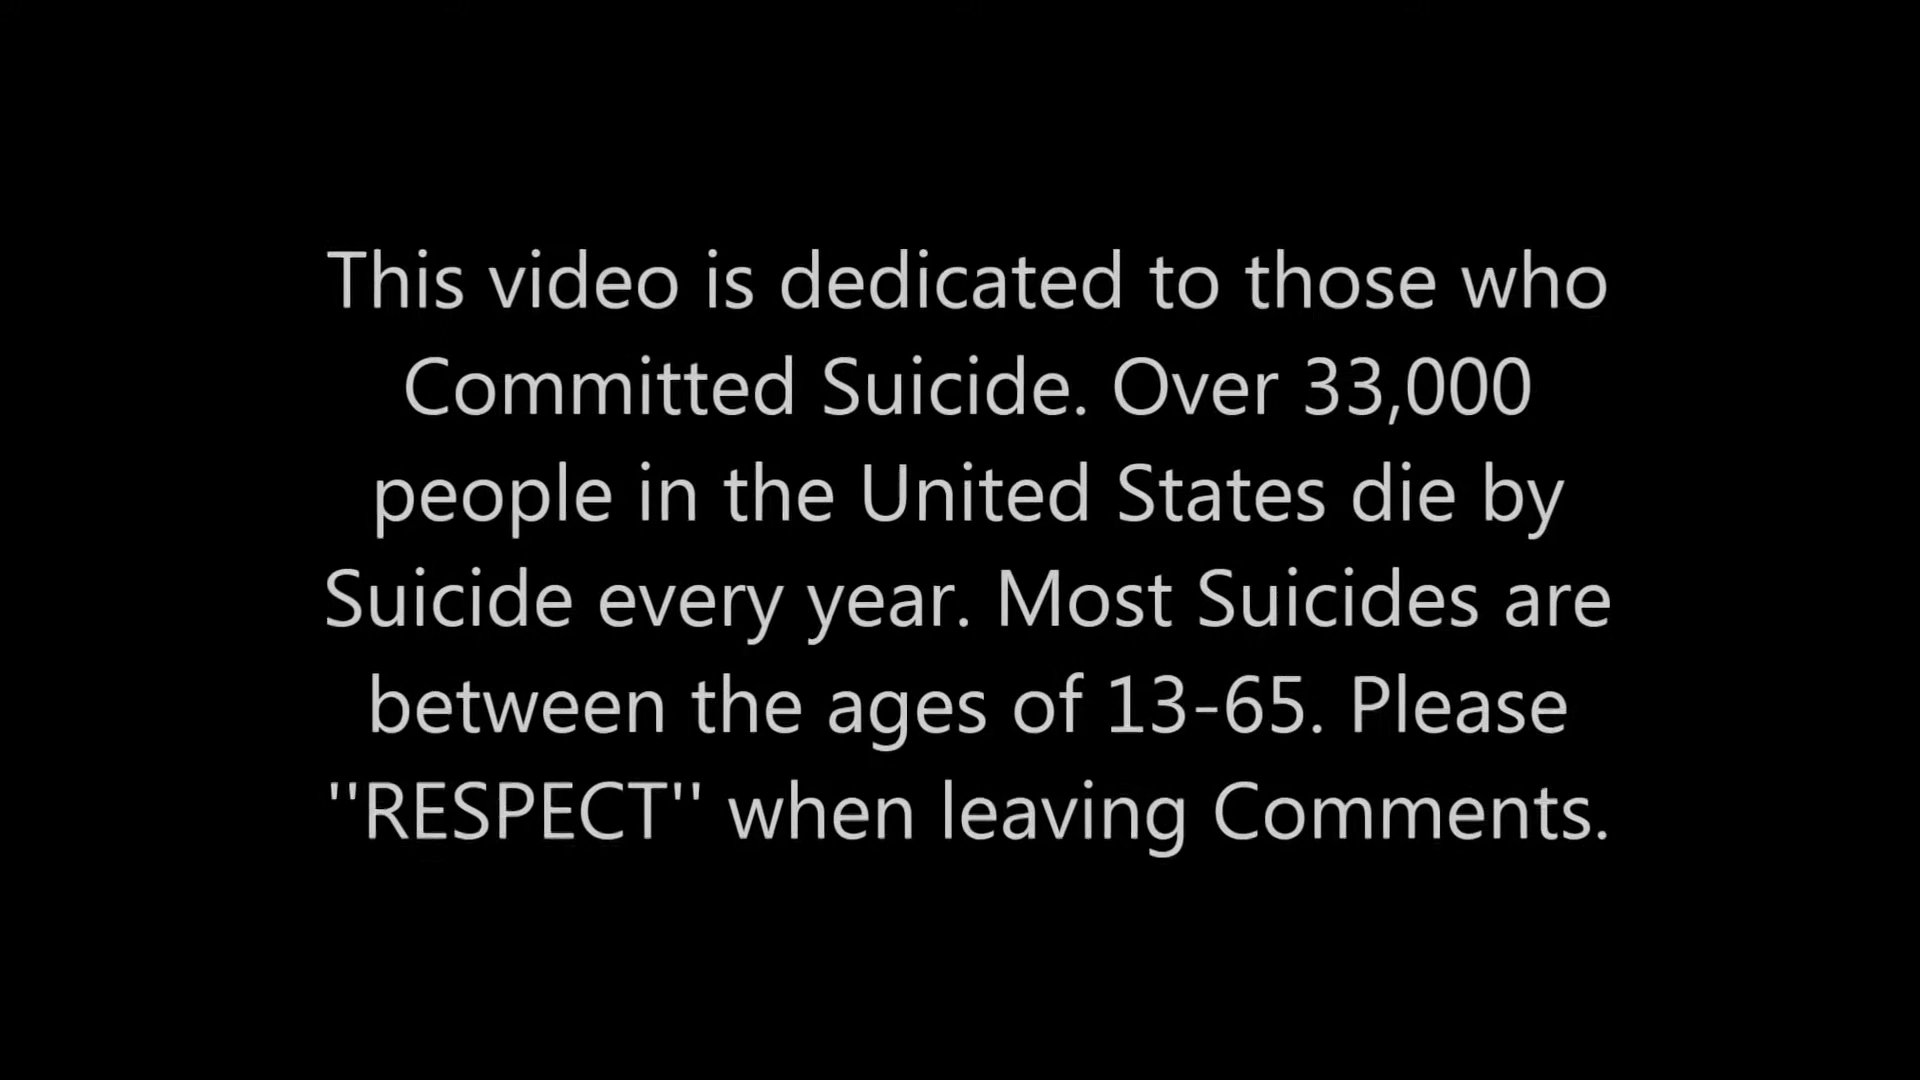 This video is dedicated to those who
Committed Suicide. Over 33,000
people in the United States die by
Suicide every year. Most Suicides are
between the ages of 13-65. Please
''RESPECT'' when leaving Comments.